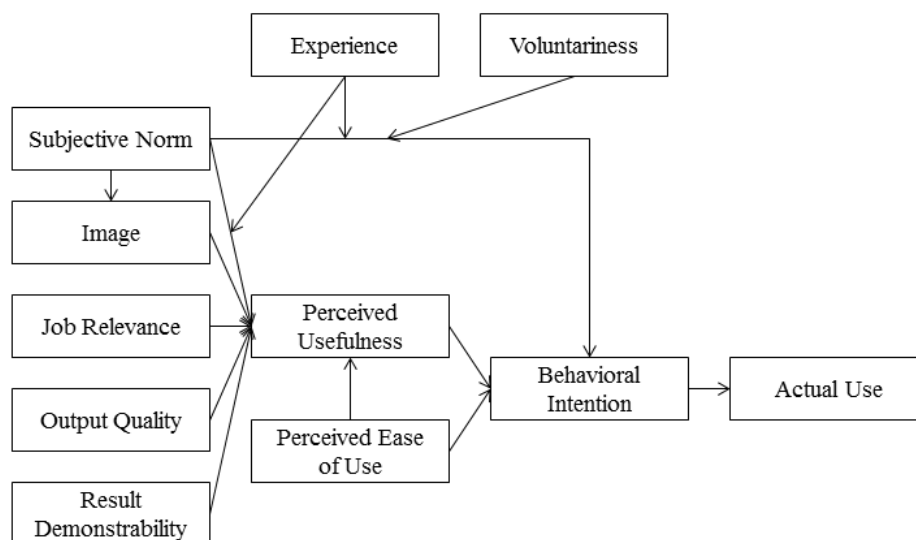 Experience
Voluntariness
Subjective Norm
Image
Job Relevance
Perceived
Usefulness
Behavioral
Intention
Actual Use
Output Quality
Perceived Ease
of Use
Result
Demonstrability